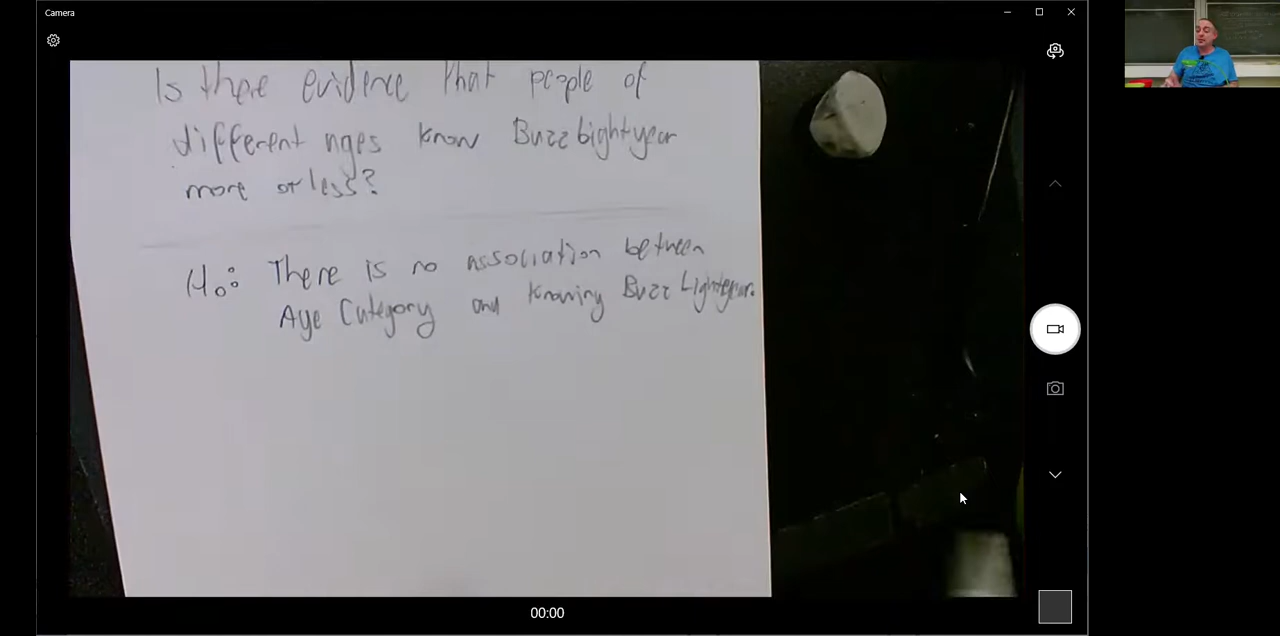 Camera
Is there evidence that people of
different ages know Buzz Lightyear
more or less?
H₀: There is no association between
Age Category and Knowing Buzz Lightyear.
00:00